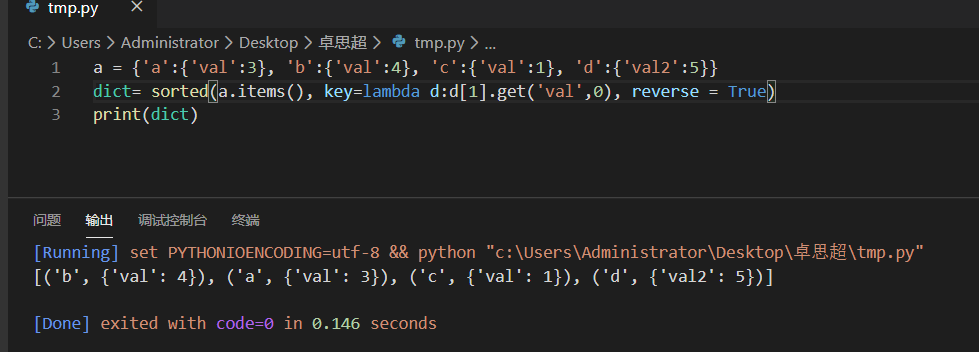 tmp.py ×
C: > Users > Administrator > Desktop > 卓思超 > tmp.py > ...
1 a = {'a':{'val':3}, 'b':{'val':4}, 'c':{'val':1}, 'd':{'val2':5}}
2 dict= sorted(a.items(), key=lambda d:d[1].get('val',0), reverse = True)
3 print(dict)
问题 输出 调试控制台 终端
[Running] set PYTHONIOENCODING=utf-8 && python "c:\Users\Administrator\Desktop\卓思超\tmp.py"
[('b', {'val': 4}), ('a', {'val': 3}), ('c', {'val': 1}), ('d', {'val2': 5})]
[Done] exited with code=0 in 0.146 seconds